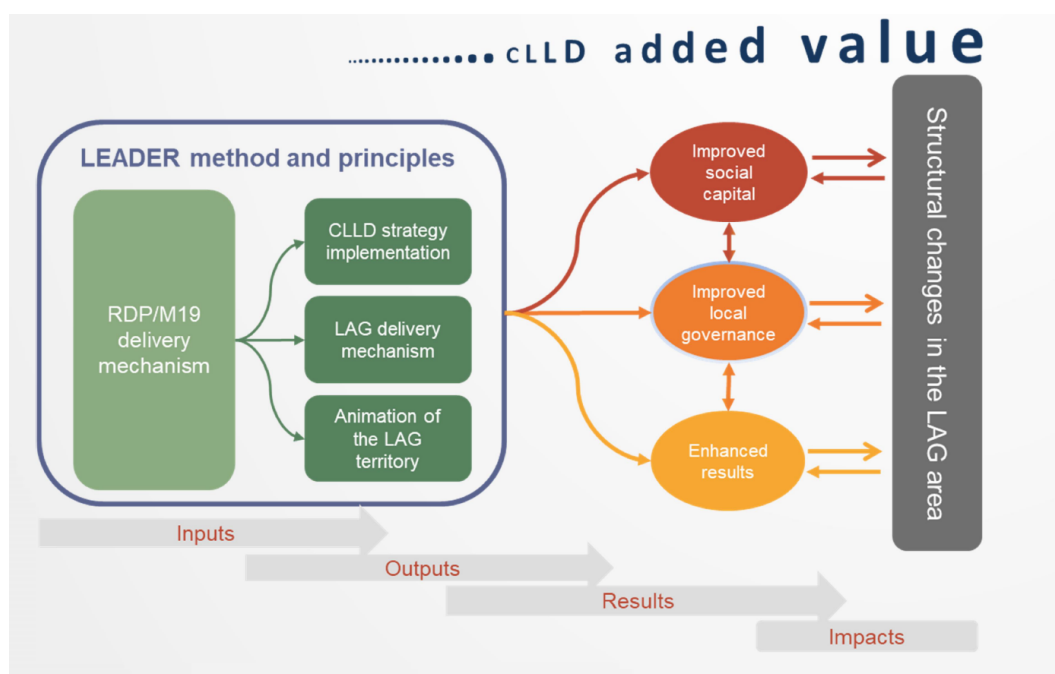 ............... cLLD added value
LEADER method and principles
RDP/M19
delivery
mechanism
CLLD strategy
implementation
LAG delivery
mechanism
Animation of
the LAG
territory
Improved
social
capital
Improved
local
governance
Enhanced
results
Structural changes in the LAG area
Inputs
Outputs
Results
Impacts